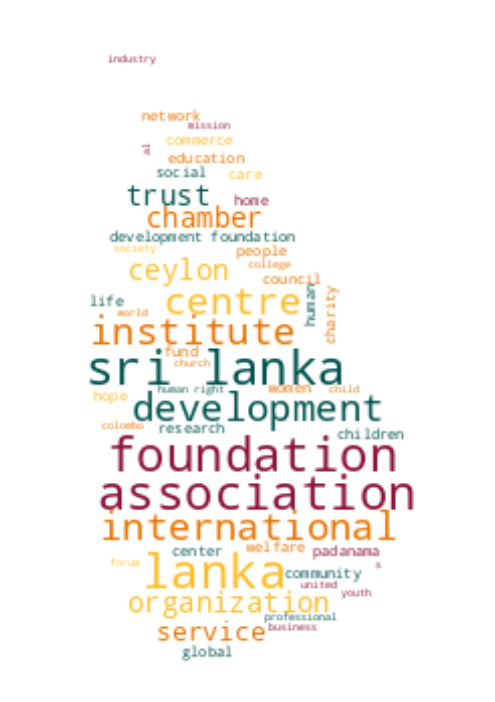 industry
network
mission
commerce
al
education
social care
trust home
chamber
development foundation
society people
college
ceylon council
life centre human charity
world
institute
fund
church
sri lanka
human right women child
hope development
colombo research children
foundation
association
international
center welfare padanama
forum lanka s
community
united
youth
organization
professional
service business
global